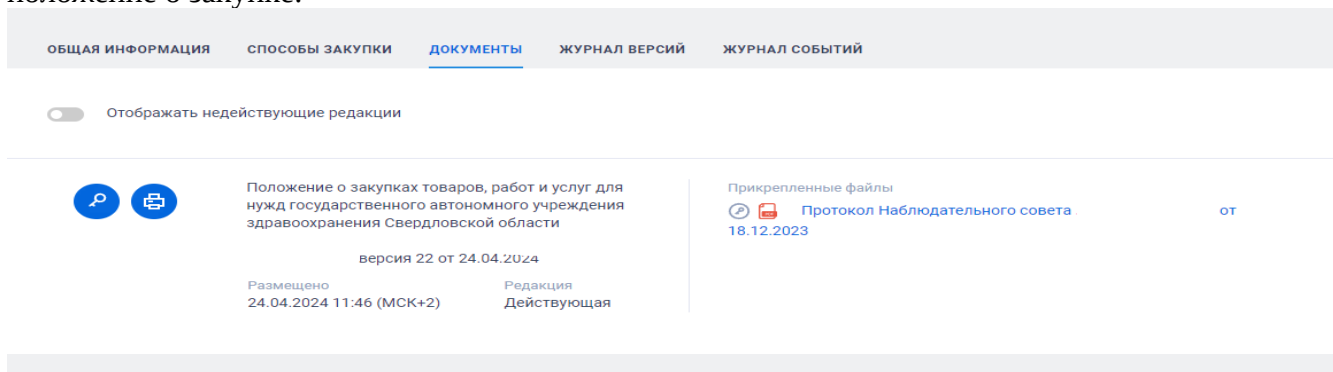 положение о закупке.
ОБЩАЯ ИНФОРМАЦИЯ СПОСОБЫ ЗАКУПКИ ДОКУМЕНТЫ ЖУРНАЛ ВЕРСИЙ ЖУРНАЛ СОБЫТИЙ
Отображать недействующие редакции
Положение о закупках товаров, работ и услуг для
нужд государственного автономного учреждения
здравоохранения Свердловской области
версия 22 от 24.04.2024
Размещено Редакция
24.04.2024 11:46 (МСК+2) Действующая
Прикрепленные файлы
Протокол Наблюдательного совета от
18.12.2023